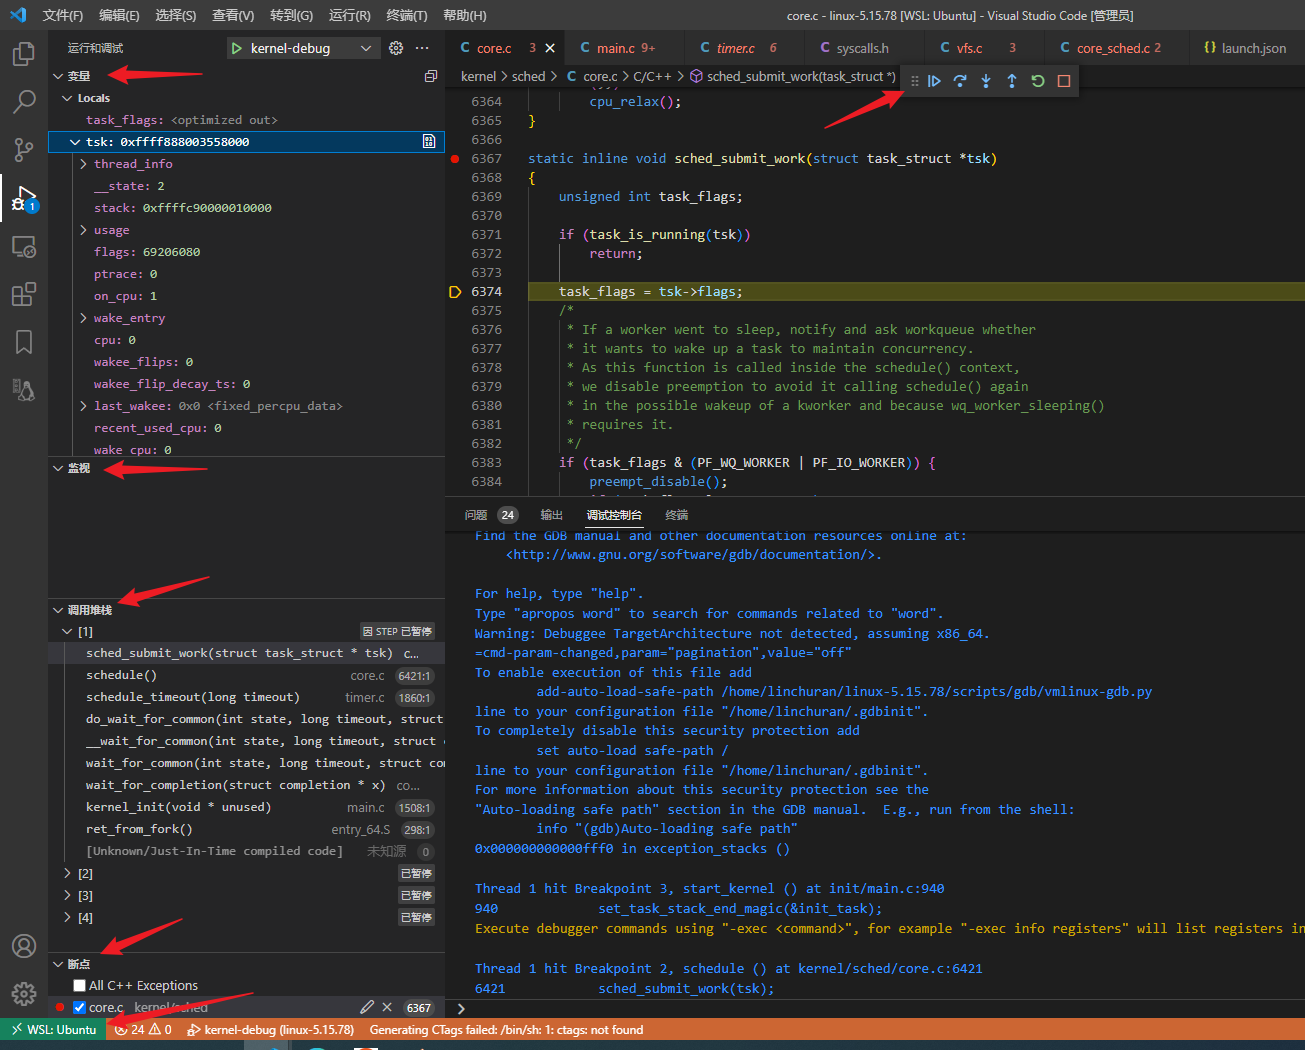 文件(F) 编辑(E) 选择(S) 查看(V) 转到(G) 运行(R) 终端(T) 帮助(H) core.c - linux-5.15.78 [WSL: Ubuntu] - Visual Studio Code [管理员]
运行和调试 kernel-debug ···
变量
Locals
task_flags: <optimized out>
tsk: 0xffff888003558000
thread_info
__state: 2
stack: 0xffffc90000010000
usage
flags: 69206080
ptrace: 0
on_cpu: 1
wake_entry
cpu: 0
wakee_flips: 0
wakee_flip_decay_ts: 0
last_wakee: 0x0 <fixed_percpu_data>
recent_used_cpu: 0
wake_cpu: 0
1
监视
调用堆栈
[1] 因 STEP 已暂停
sched_submit_work(struct task_struct * tsk) c...
schedule() core.c 6421:1
schedule_timeout(long timeout) timer.c 1860:1
do_wait_for_common(int state, long timeout, struct
__wait_for_common(int state, long timeout, struct c
wait_for_common(int state, long timeout, struct co
wait_for_completion(struct completion * x) co...
kernel_init(void * unused) main.c 1508:1
ret_from_fork() entry_64.S 298:1
[Unknown/Just-In-Time compiled code] 未知源 0
[2] 已暂停
[3] 已暂停
[4] 已暂停
断点
All C++ Exceptions
core.c kernel/sched 6367
C core.c 3 C main.c 9+ C timer.c 6 C syscalls.h C vfs.c 3 C core_sched.c 2 {} launch.json
kernel > sched > C core.c > C/C++ > sched_submit_work(task_struct *)
6364 cpu_relax();
6365 }
6366
6367 static inline void sched_submit_work(struct task_struct *tsk)
6368 {
6369 unsigned int task_flags;
6370
6371 if (task_is_running(tsk))
6372 return;
6373
6374 task_flags = tsk->flags;
6375 /*
6376 * If a worker went to sleep, notify and ask workqueue whether
6377 * it wants to wake up a task to maintain concurrency.
6378 * As this function is called inside the schedule() context,
6379 * we disable preemption to avoid it calling schedule() again
6380 * in the possible wakeup of a kworker and because wq_worker_sleeping()
6381 * requires it.
6382 */
6383 if (task_flags & (PF_WQ_WORKER | PF_IO_WORKER)) {
6384 preempt_disable();
问题 24 输出 调试控制台 终端
Find the GDB manual and other documentation resources online at:
<http://www.gnu.org/software/gdb/documentation/>.
For help, type "help".
Type "apropos word" to search for commands related to "word".
Warning: Debuggee TargetArchitecture not detected, assuming x86_64.
=cmd-param-changed,param="pagination",value="off"
To enable execution of this file add
add-auto-load-safe-path /home/linchuran/linux-5.15.78/scripts/gdb/vmlinux-gdb.py
line to your configuration file "/home/linchuran/.gdbinit".
To completely disable this security protection add
set auto-load safe-path /
line to your configuration file "/home/linchuran/.gdbinit".
For more information about this security protection see the
"Auto-loading safe path" section in the GDB manual.  E.g., run from the shell:
info "(gdb)Auto-loading safe path"
0x000000000000fff0 in exception_stacks ()
Thread 1 hit Breakpoint 3, start_kernel () at init/main.c:940
940 set_task_stack_end_magic(&init_task);
Execute debugger commands using "-exec <command>", for example "-exec info registers" will list registers in
Thread 1 hit Breakpoint 2, schedule () at kernel/sched/core.c:6421
6421 sched_submit_work(tsk);
WSL: Ubuntu 24 0 kernel-debug (linux-5.15.78) Generating CTags failed: /bin/sh: 1: ctags: not found